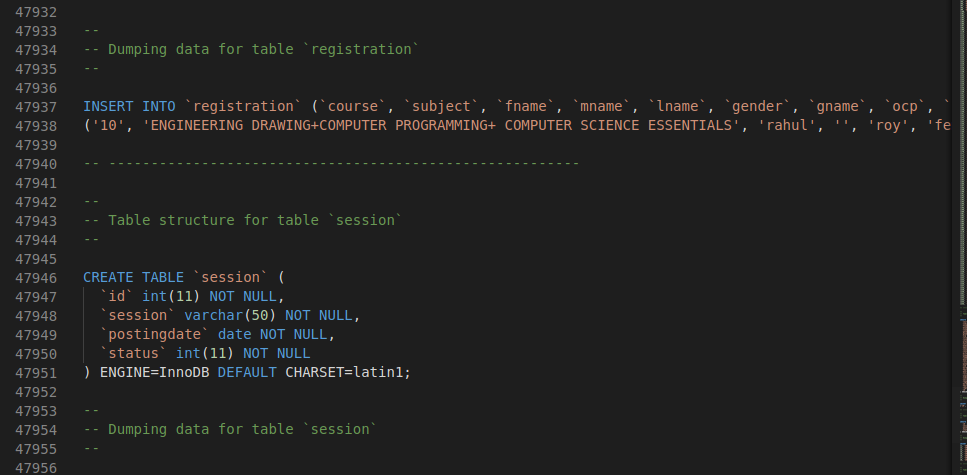 47932
47933 --
47934 -- Dumping data for table `registration`
47935 --
47936
47937 INSERT INTO `registration` (`course`, `subject`, `fname`, `mname`, `lname`, `gender`, `gname`, `ocp`, `
47938 ('10', 'ENGINEERING DRAWING+COMPUTER PROGRAMMING+ COMPUTER SCIENCE ESSENTIALS', 'rahul', '', 'roy', 'fe
47939
47940 -- --------------------------------------------------------
47941
47942 --
47943 -- Table structure for table `session`
47944 --
47945
47946 CREATE TABLE `session` (
47947 `id` int(11) NOT NULL,
47948 `session` varchar(50) NOT NULL,
47949 `postingdate` date NOT NULL,
47950 `status` int(11) NOT NULL
47951 ) ENGINE=InnoDB DEFAULT CHARSET=latin1;
47952
47953 --
47954 -- Dumping data for table `session`
47955 --
47956